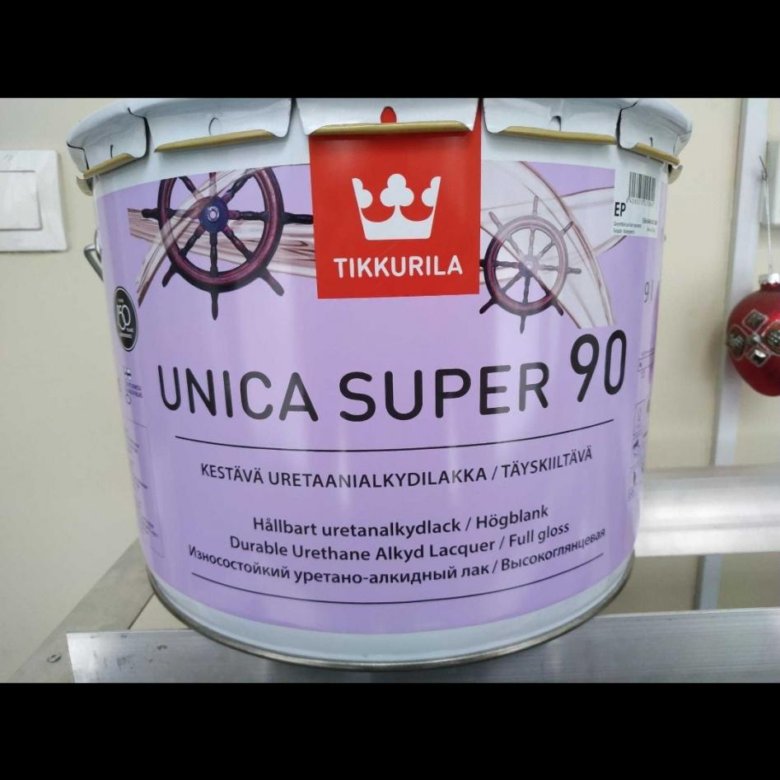 TIKKURILA
EP
9 l
UNICA SUPER 90
KESTÄVÄ URETAANIALKYDILAKKA / TÄYSKIILTÄVÄ
Hållbart uretanalkydlack / Högblank
Durable Urethane Alkyd Lacquer / Full gloss
Износостойкий уретано-алкидный лак / Высокоглянцевая